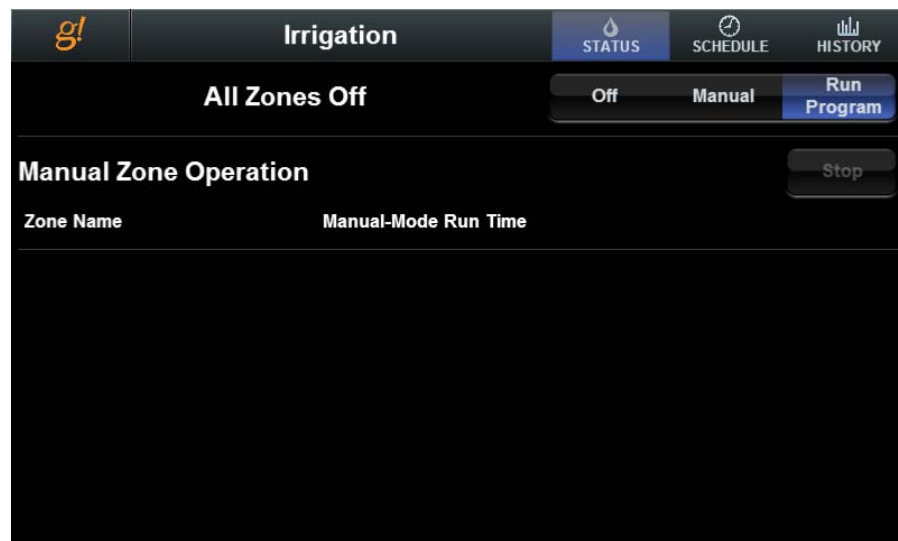 g!
Irrigation
STATUS
SCHEDULE
HISTORY
All Zones Off
Off
Manual
Run
Program
Manual Zone Operation
Stop
Zone Name
Manual-Mode Run Time